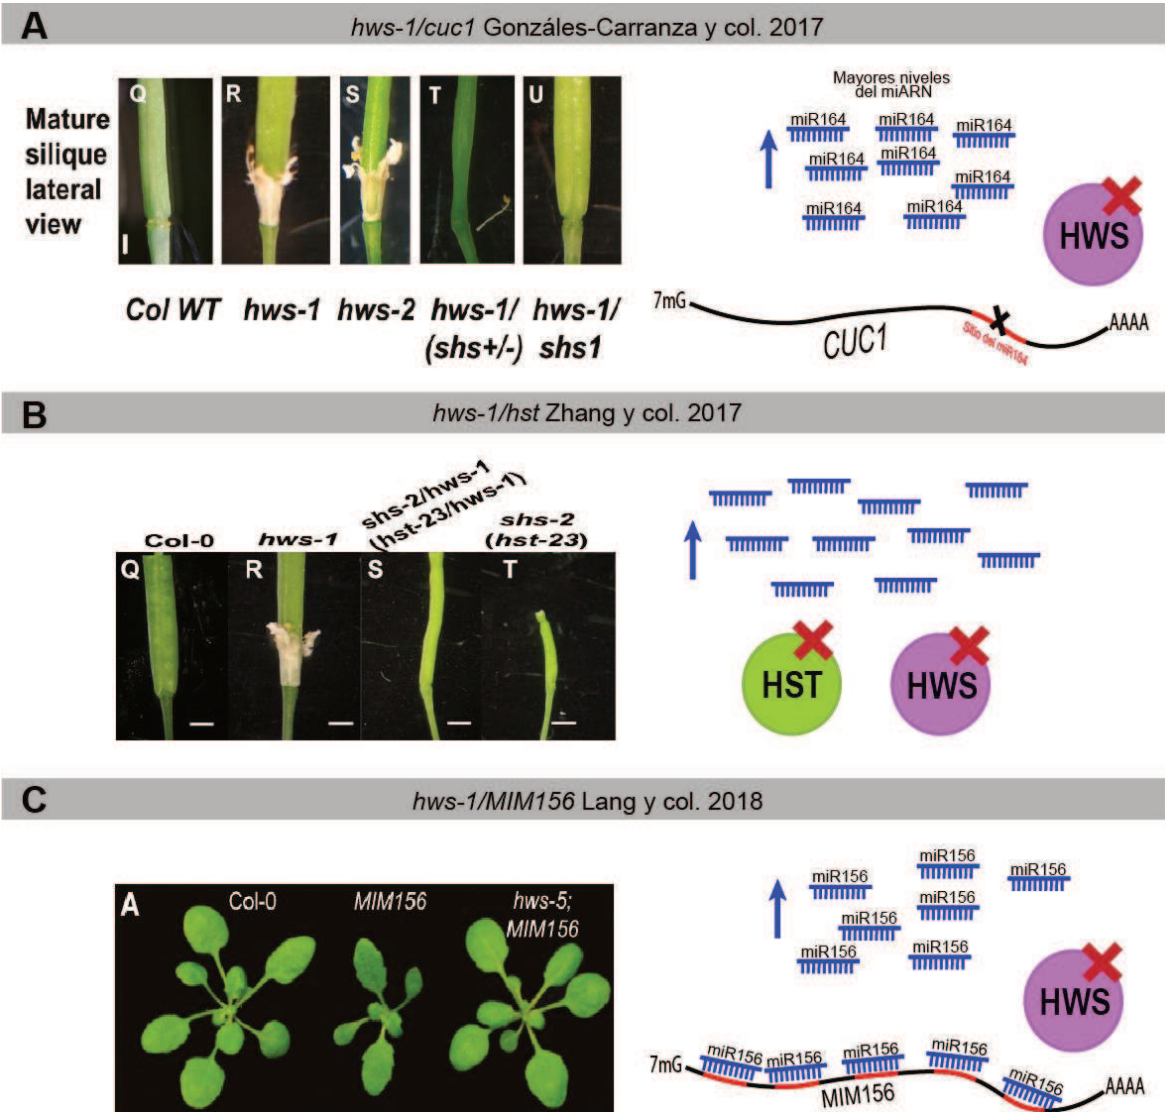 A
hws-1/cuc1 Gonzáles-Carranza y col. 2017
Mature
silique
lateral
view
Q
R
S
T
U
I
Col WT
hws-1
hws-2
hws-1/
(shs+/-)
hws-1/
shs1
Mayores niveles
del miARN
miR164
miR164
miR164
miR164
miR164
miR164
miR164
miR164
HWS
7mG
CUC1
Sitio del miR164
AAAA
B
hws-1/hst Zhang y col. 2017
Col-0
hws-1
shs-2/hws-1
(hst-23/hws-1)
shs-2
(hst-23)
Q
R
S
T
HST
HWS
C
hws-1/MIM156 Lang y col. 2018
A
Col-0
MIM156
hws-5;
MIM156
miR156
miR156
miR156
miR156
miR156
miR156
miR156
HWS
7mG
miR156
miR156
miR156
miR156
miR156
MIM156
AAAA